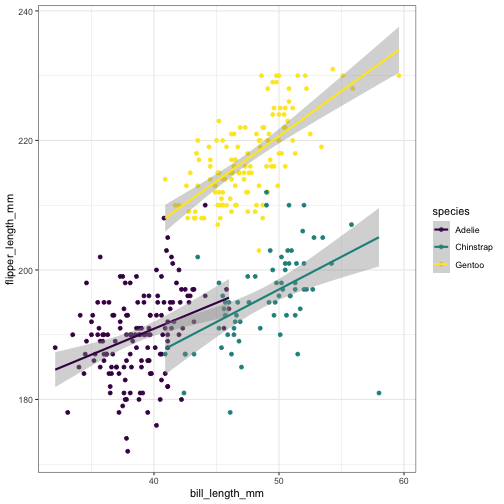 240
220
200
180
40
50
60
bill_length_mm
flipper_length_mm
species
Adelie
Chinstrap
Gentoo